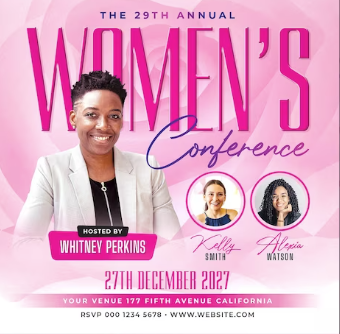 THE 29TH ANNUAL
WOMEN'S
Conference
HOSTED BY
WHITNEY PERKINS
Kelly
SMITH
Alexia
WATSON
27TH DECEMBER 2027
YOUR VENUE 177 FIFTH AVENUE CALIFORNIA
RSVP 000 1234 5678 • WWW.WEBSITE.COM